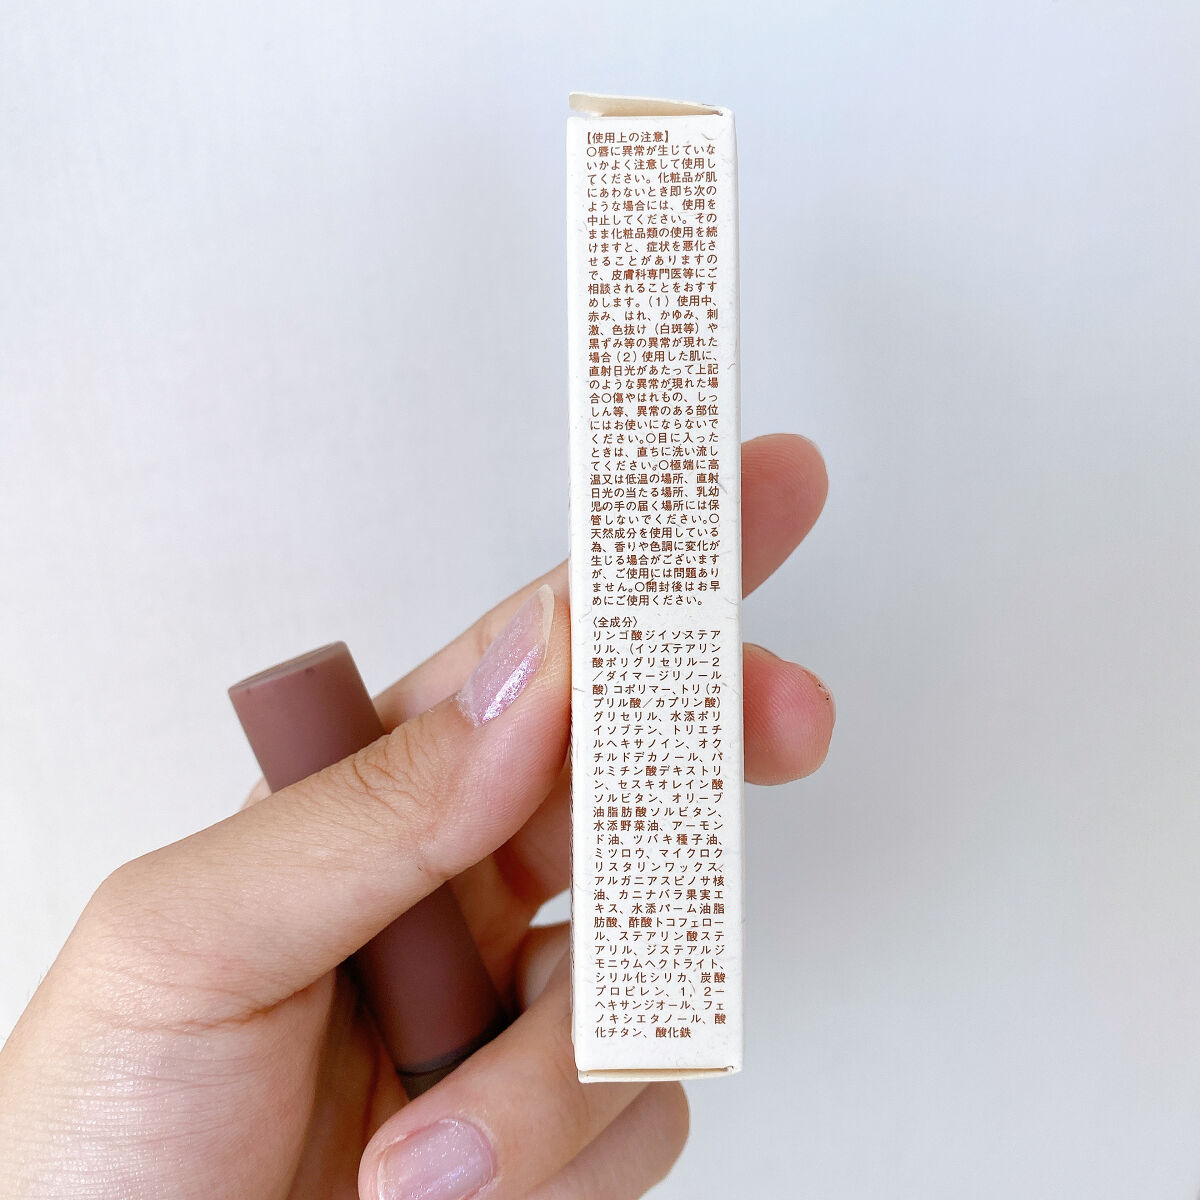 【使用上の注意】
〇唇に異常が生じていな
いかよく注意して使用し
てください。化粧品が肌
にあわないとき即ち次の
ような場合には、使用を
中止してください。その
まま化粧品類の使用を続
けますと、症状を悪化さ
せることがありますの
で、皮膚科専門医等にご
相談されることをおすす
めします。（1）使用中、
赤み、はれ、かゆみ、刺
激、色抜け（白斑等）や
黒ずみ等の異常が現れた
場合（2）使用した肌に、
直射日光があたって上記
のような異常が現れた場
合〇傷やはれもの、しっ
しん等、異常のある部位
にはお使いにならないで
ください。〇目に入った
ときは、直ちに洗い流し
てください。〇極端に高
温又は低温の場所、直射
日光の当たる場所、乳幼
児の手の届く場所には保
管しないでください。〇
天然成分を使用している
為、香りや色調に変化が
生じる場合がございます
が、ご使用には問題あり
ません。〇開封後はお早
めにご使用ください。
〈全成分〉
リンゴ酸ジイソステア
リル、（イソステアリン
酸ポリグリセリル－2
／ダイマージリノール
酸）コポリマー、トリ（カ
プリル酸／カプリン酸）
グリセリル、水添ポリ
イソブテン、トリエチ
ルヘキサノイン、オク
チルドデカノール、パ
ルミチン酸デキストリ
ン、セスキオレイン酸
ソルビタン、オリーブ
油脂肪酸ソルビタン、
水添野菜油、アーモン
ド油、ツバキ種子油、
ミツロウ、マイクロク
リスタリンワックス、
アルガニアスピノサ核
油、カニナバラ果実エ
キス、水添パーム油脂
肪酸、酢酸トコフェロー
ル、ステアリン酸ステ
アリル、ジステアルジ
モニウムヘクトライト、
シリル化シリカ、炭酸
プロピレン、1，2－
ヘキサンジオール、フェ
ノキシエタノール、酸
化チタン、酸化鉄